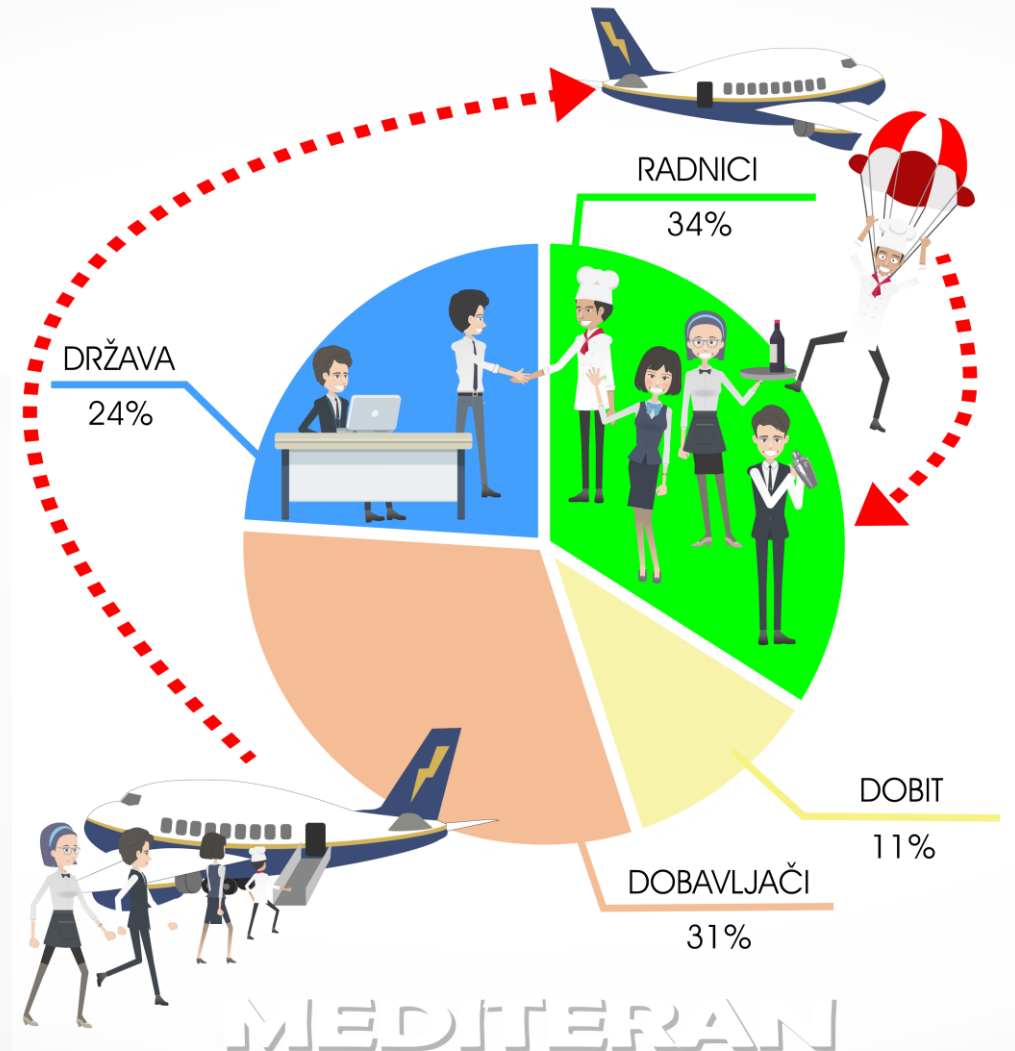 RADNICI
34%
DRŽAVA
24%
DOBIT
11%
DOBAVLJAČI
31%
MEDITERAN